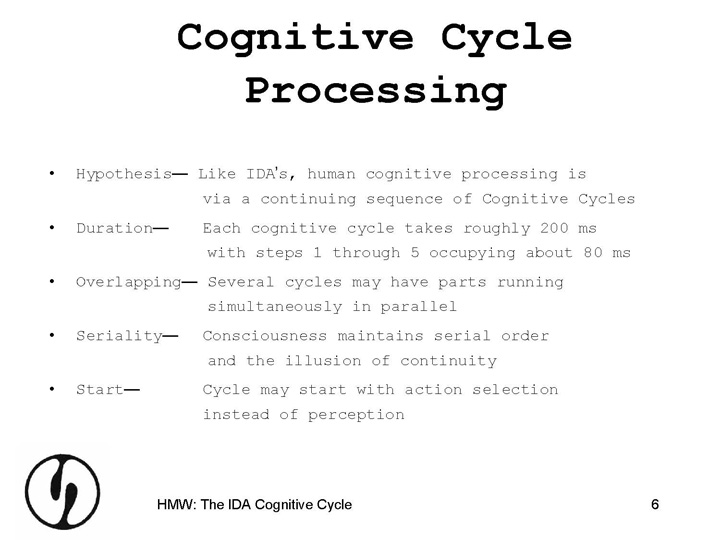 Cognitive Cycle
Processing
• Hypothesis— Like IDA's, human cognitive processing is
via a continuing sequence of Cognitive Cycles
• Duration— Each cognitive cycle takes roughly 200 ms
with steps 1 through 5 occupying about 80 ms
• Overlapping— Several cycles may have parts running
simultaneously in parallel
• Seriality— Consciousness maintains serial order
and the illusion of continuity
• Start— Cycle may start with action selection
instead of perception
HMW: The IDA Cognitive Cycle 6